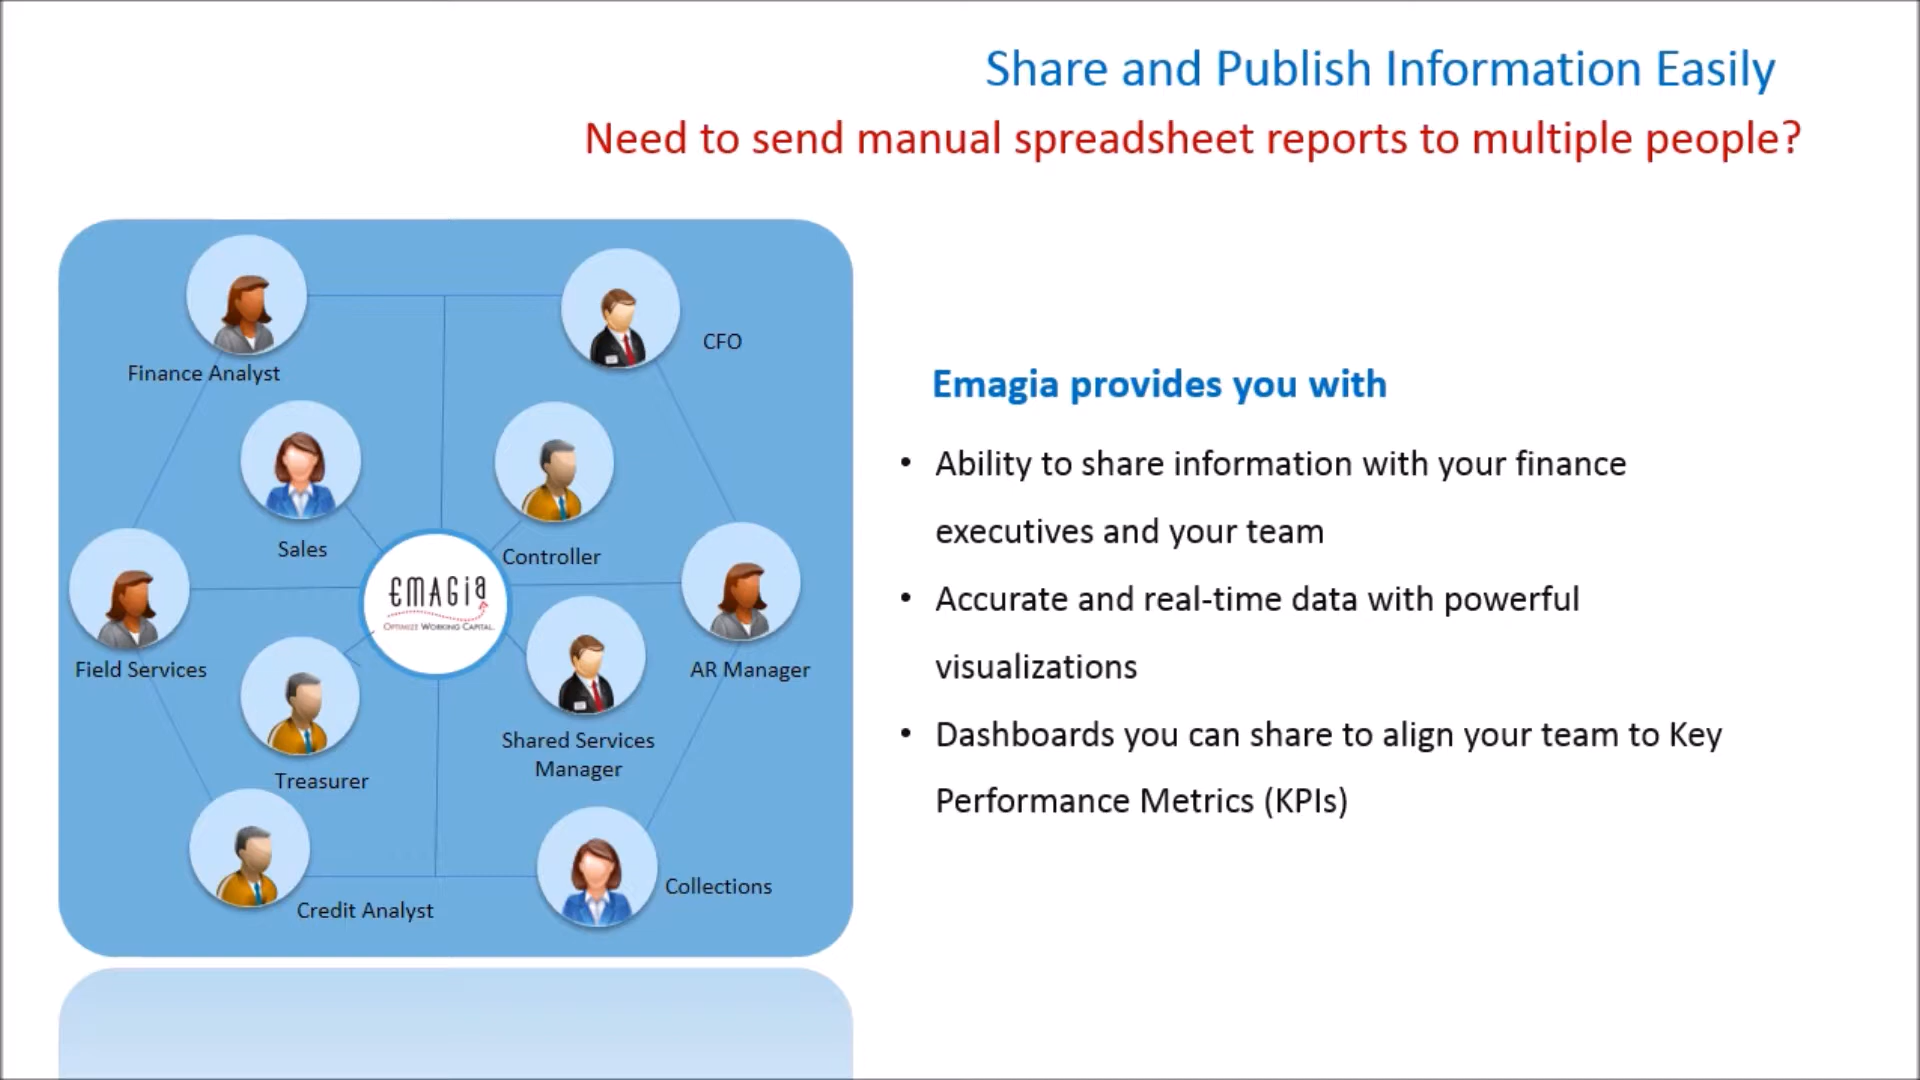 Share and Publish Information Easily
Need to send manual spreadsheet reports to multiple people?
Finance Analyst
CFO
Sales
Controller
EMAGIA
OPTIMIZE WORKING CAPITAL
Field Services
AR Manager
Treasurer
Shared Services
Manager
Credit Analyst
Collections
Emagia provides you with
• Ability to share information with your finance
executives and your team
• Accurate and real-time data with powerful
visualizations
• Dashboards you can share to align your team to Key
Performance Metrics (KPIs)